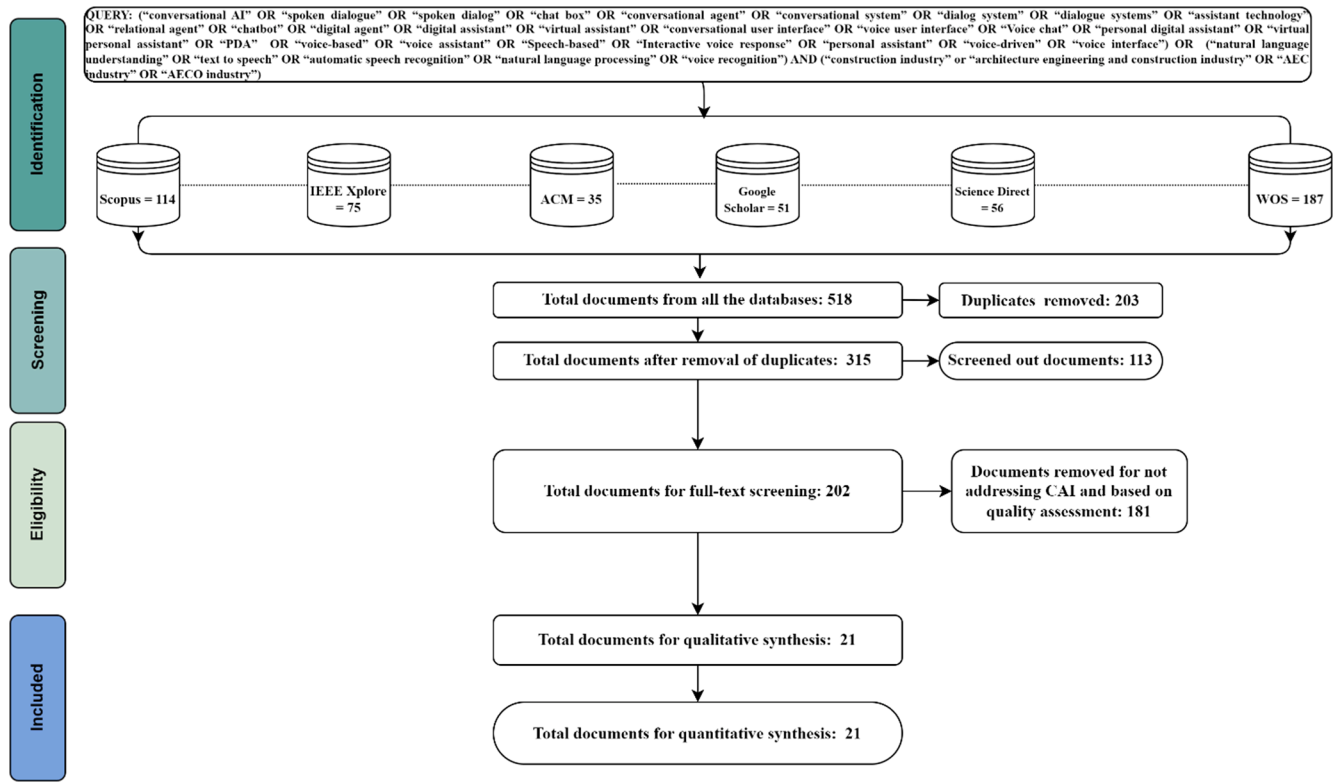 QUERY: (“conversational AI” OR “spoken dialogue” OR “spoken dialog” OR “chat box” OR “conversational agent” OR “conversational system” OR “dialog system” OR “dialogue systems” OR “assistant technology”
OR “relational agent” OR “chatbot” OR “digital agent” OR “digital assistant” OR “virtual assistant” OR “conversational user interface” OR “voice user interface” OR “Voice chat” OR “personal digital assistant” OR “virtual
personal assistant” OR “PDA” OR “voice-based” OR “voice assistant” OR “Speech-based” OR “Interactive voice response” OR “personal assistant” OR “voice-driven” OR “voice interface”) OR (“natural language
understanding” OR “text to speech” OR “automatic speech recognition” OR “natural language processing” OR “voice recognition”) AND (“construction industry” or “architecture engineering and construction industry” OR “AEC
industry” OR “AECO industry”)
Identification
Scopus = 114
IEEE Xplore
= 75
ACM = 35
Google
Scholar = 51
Science Direct
= 56
WOS = 187
Screening
Total documents from all the databases: 518
Duplicates removed: 203
Total documents after removal of duplicates: 315
Screened out documents: 113
Eligibility
Total documents for full-text screening: 202
Documents removed for not
addressing CAI and based on
quality assessment: 181
Included
Total documents for qualitative synthesis: 21
Total documents for quantitative synthesis: 21